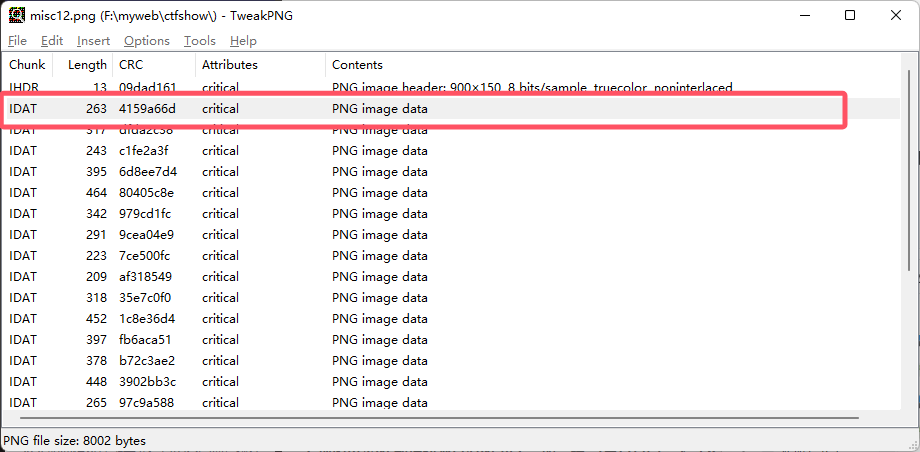 misc12.png (F:\myweb\ctfshow\) - TweakPNG
File Edit Insert Options Tools Help
Chunk Length CRC Attributes Contents
IHDR 13 09dad161 critical PNG image header: 900×150, 8 bits/sample, truecolor, noninterlaced
IDAT 263 4159a66d critical PNG image data
IDAT 317 dfda2c38 critical PNG image data
IDAT 243 c1fe2a3f critical PNG image data
IDAT 395 6d8ee7d4 critical PNG image data
IDAT 464 80405c8e critical PNG image data
IDAT 342 979cd1fc critical PNG image data
IDAT 291 9cea04e9 critical PNG image data
IDAT 223 7ce500fc critical PNG image data
IDAT 209 af318549 critical PNG image data
IDAT 318 35e7c0f0 critical PNG image data
IDAT 452 1c8e36d4 critical PNG image data
IDAT 397 fb6aca51 critical PNG image data
IDAT 378 b72c3ae2 critical PNG image data
IDAT 448 3902bb3c critical PNG image data
IDAT 265 97c9a588 critical PNG image data
PNG file size: 8002 bytes